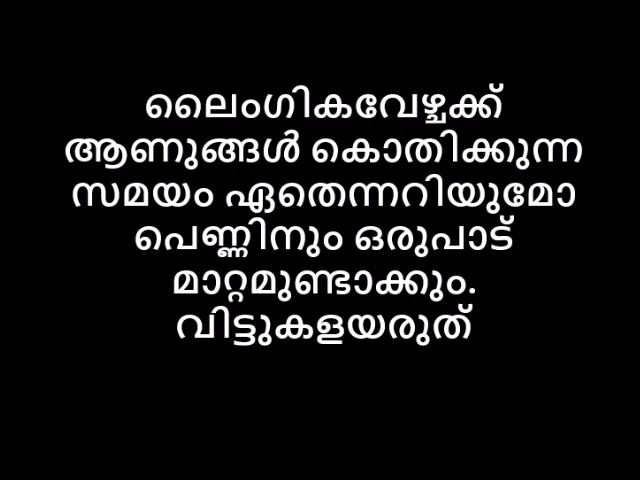 ലൈംഗികവേഴ്ചക്ക്
ആണുങ്ങൾ കൊതിക്കുന്ന
സമയം ഏതെന്നറിയുമോ
പെണ്ണിനും ഒരുപാട്
മാറ്റമുണ്ടാക്കും.
വിട്ടുകളയരുത്